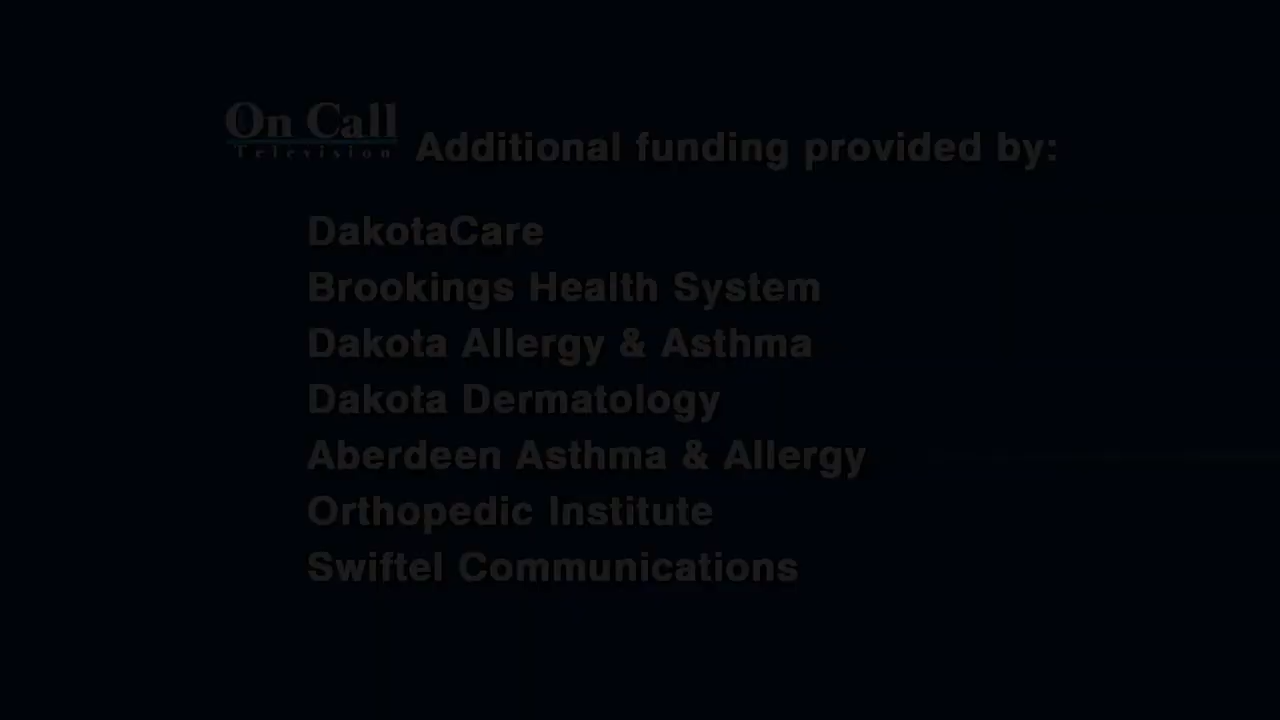 On Call
Television
Additional funding provided by:
DakotaCare
Brookings Health System
Dakota Allergy & Asthma
Dakota Dermatology
Aberdeen Asthma & Allergy
Orthopedic Institute
Swiftel Communications